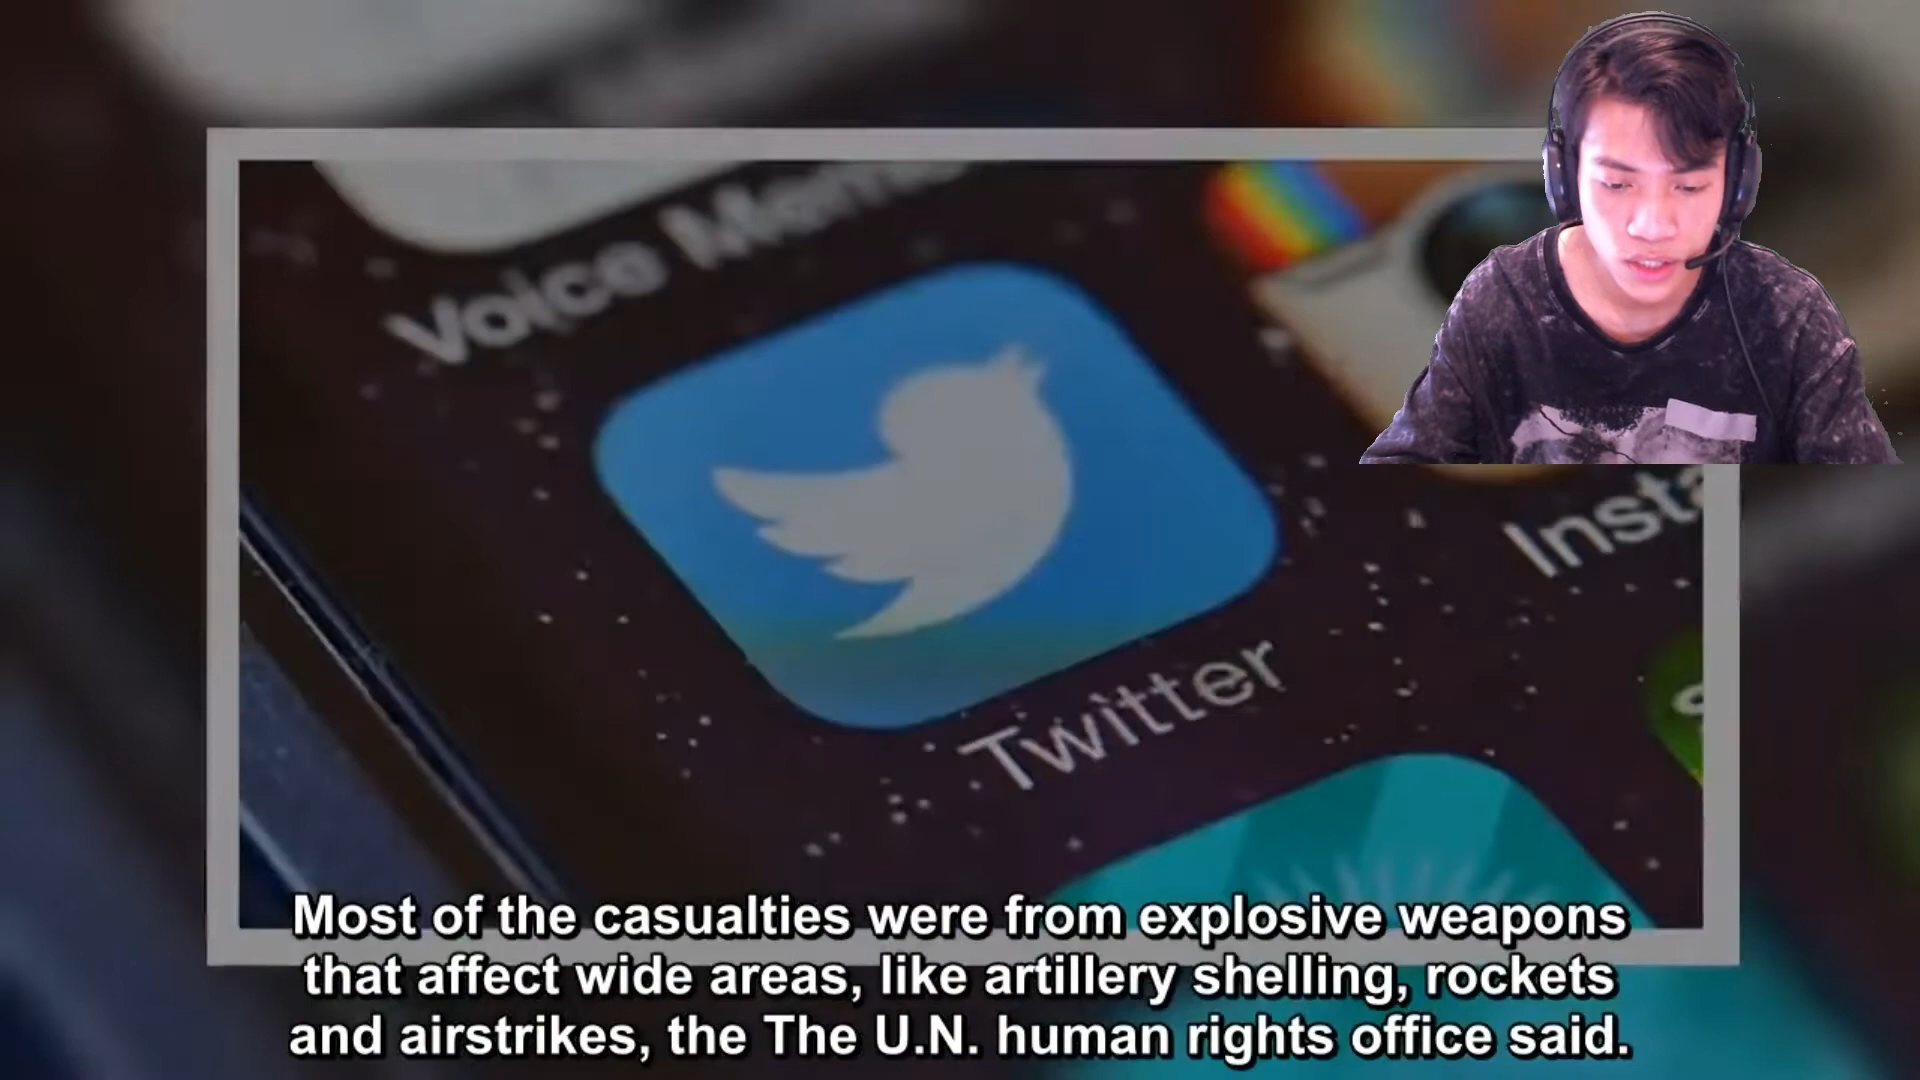 Voice
Insta
Twitter
Most of the casualties were from explosive weapons
that affect wide areas, like artillery shelling, rockets
and airstrikes, the The U.N. human rights office said.